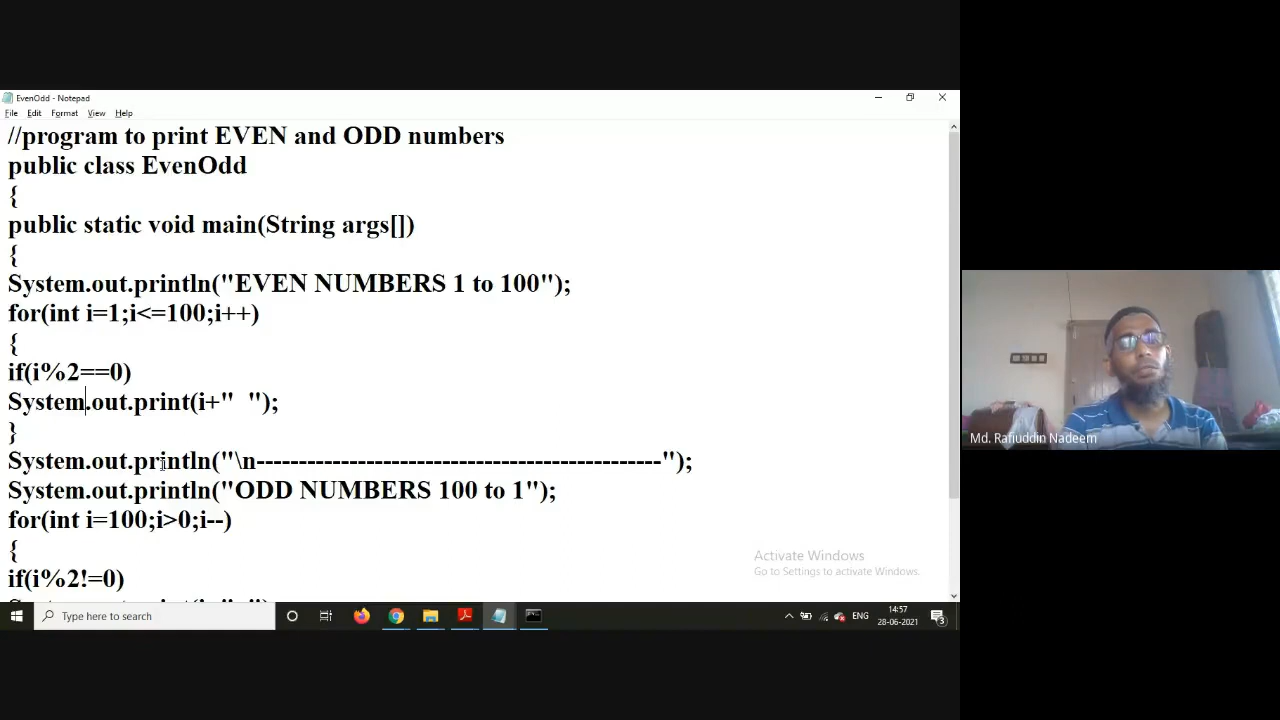 EvenOdd - Notepad
File Edit Format View Help
//program to print EVEN and ODD numbers
public class EvenOdd
{
public static void main(String args[])
{
System.out.println("EVEN NUMBERS 1 to 100");
for(int i=1;i<=100;i++)
{
if(i%2==0)
System.out.print(i+"  ");
}
System.out.println("\n------------------------------------------------");
System.out.println("ODD NUMBERS 100 to 1");
for(int i=100;i>0;i--)
{
if(i%2!=0)
Md. Rafiuddin Nadeem
Activate Windows
Go to Settings to activate Windows.
Type here to search
ENG
14:57
28-06-2021
3